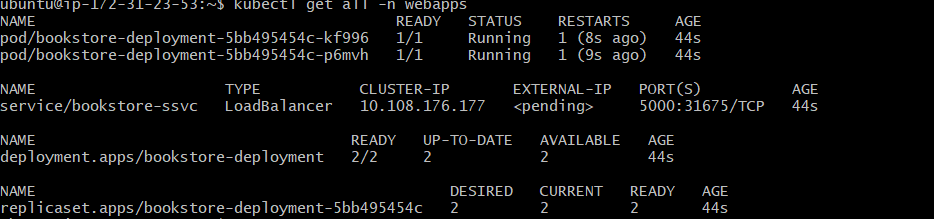 ubuntu@ip-172-31-23-53:~$ kubectl get all -n webapps
NAME READY STATUS RESTARTS AGE
pod/bookstore-deployment-5bb495454c-kf996 1/1 Running 1 (8s ago) 44s
pod/bookstore-deployment-5bb495454c-p6mvh 1/1 Running 1 (9s ago) 44s
NAME TYPE CLUSTER-IP EXTERNAL-IP PORT(S) AGE
service/bookstore-ssvc LoadBalancer 10.108.176.177 <pending> 5000:31675/TCP 44s
NAME READY UP-TO-DATE AVAILABLE AGE
deployment.apps/bookstore-deployment 2/2 2 2 44s
NAME DESIRED CURRENT READY AGE
replicaset.apps/bookstore-deployment-5bb495454c 2 2 2 44s